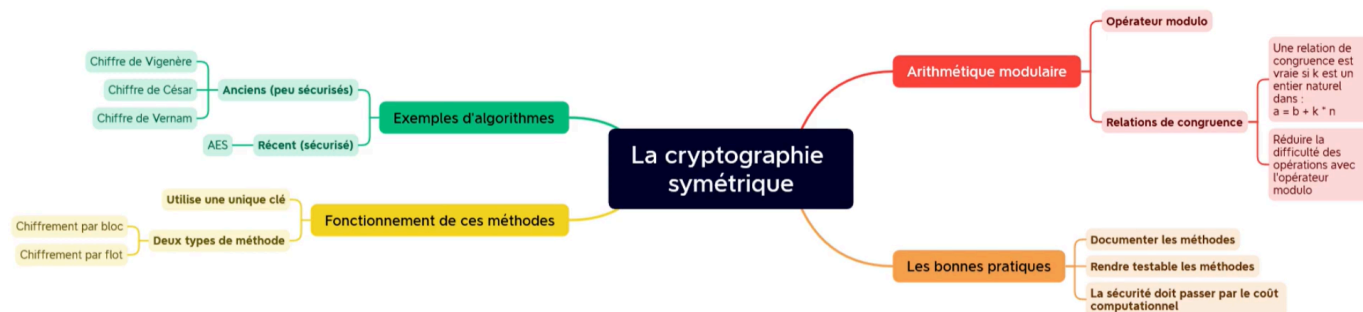 La cryptographie
symétrique
Exemples d'algorithmes
Anciens (peu sécurisés)
Chiffre de Vigenère
Chiffre de César
Chiffre de Vernam
Récent (sécurisé)
AES
Fonctionnement de ces méthodes
Utilise une unique clé
Deux types de méthode
Chiffrement par bloc
Chiffrement par flot
Arithmétique modulaire
Opérateur modulo
Relations de congruence
Une relation de
congruence est
vraie si k est un
entier naturel
dans :
a = b + k * n
Réduire la
difficulté des
opérations avec
l'opérateur
modulo
Les bonnes pratiques
Documenter les méthodes
Rendre testable les méthodes
La sécurité doit passer par le coût
computationnel